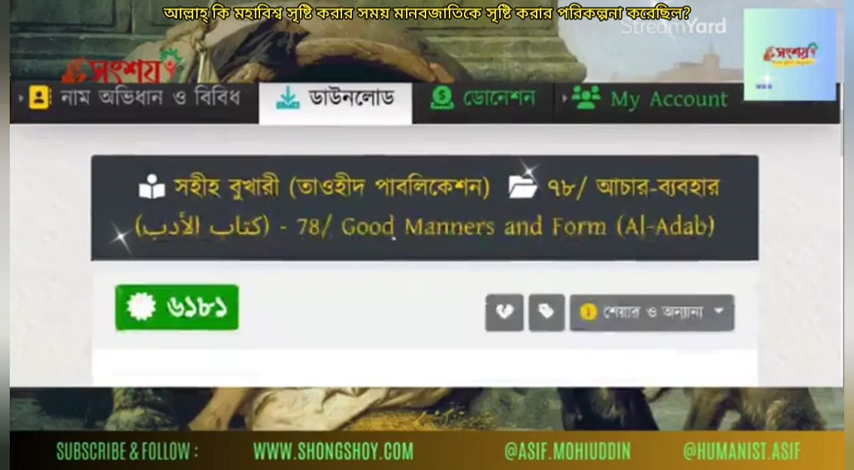 আল্লাহ্ কি মহাবিশ্ব সৃষ্টি করার সময় মানবজাতিকে সৃষ্টি করার পরিকল্পনা করেছিল?
StreamYard
সংশয়
সংশয়
নাম অভিধান ও বিবিধ ডাউনলোড ডোনেশন My Account
সহীহ বুখারী (তাওহীদ পাবলিকেশন) ৭৮/ আচার-ব্যবহার
(كتاب الأدب) - 78/ Good Manners and Form (Al-Adab)
৬১৮১
শেয়ার ও অন্যান্য
SUBSCRIBE & FOLLOW : WWW.SHONGSHOY.COM @ASIF.MOHIUDDIN @HUMANIST.ASIF